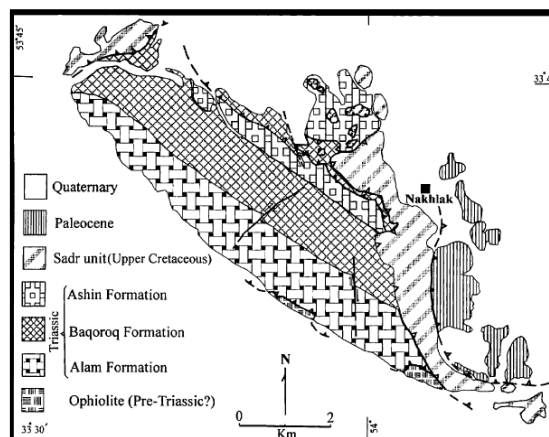 53°45'
33°4
Nakhlak
Quaternary
Paleocene
Sadr unit(Upper Cretaceous)
Ashin Formation
Triassic
Baqoroq Formation
Alam Formation
Ophiolite (Pre-Triassic?)
N
0 2
Km
33°30'
54°